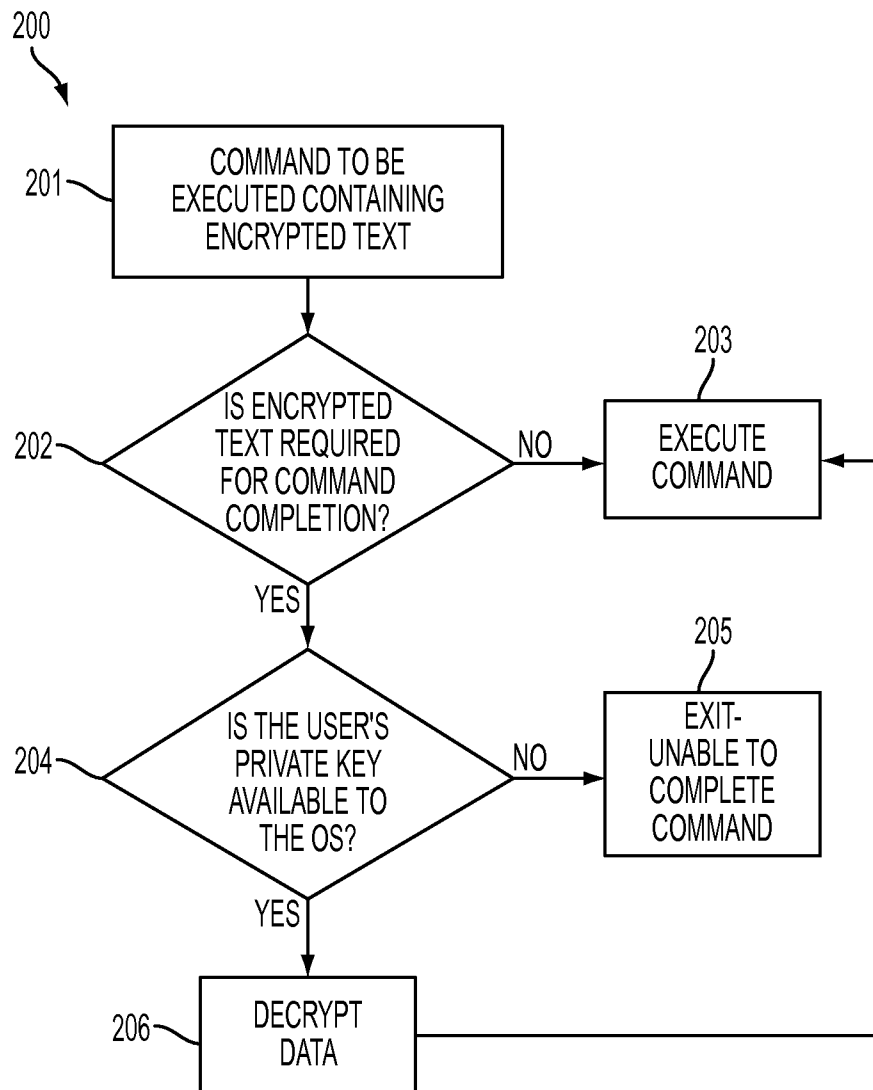 200
201
COMMAND TO BE
EXECUTED CONTAINING
ENCRYPTED TEXT
202
IS ENCRYPTED
TEXT REQUIRED
FOR COMMAND
COMPLETION?
NO
203
EXECUTE
COMMAND
YES
204
IS THE USER'S
PRIVATE KEY
AVAILABLE TO
THE OS?
NO
205
EXIT-
UNABLE TO
COMPLETE
COMMAND
YES
206
DECRYPT
DATA